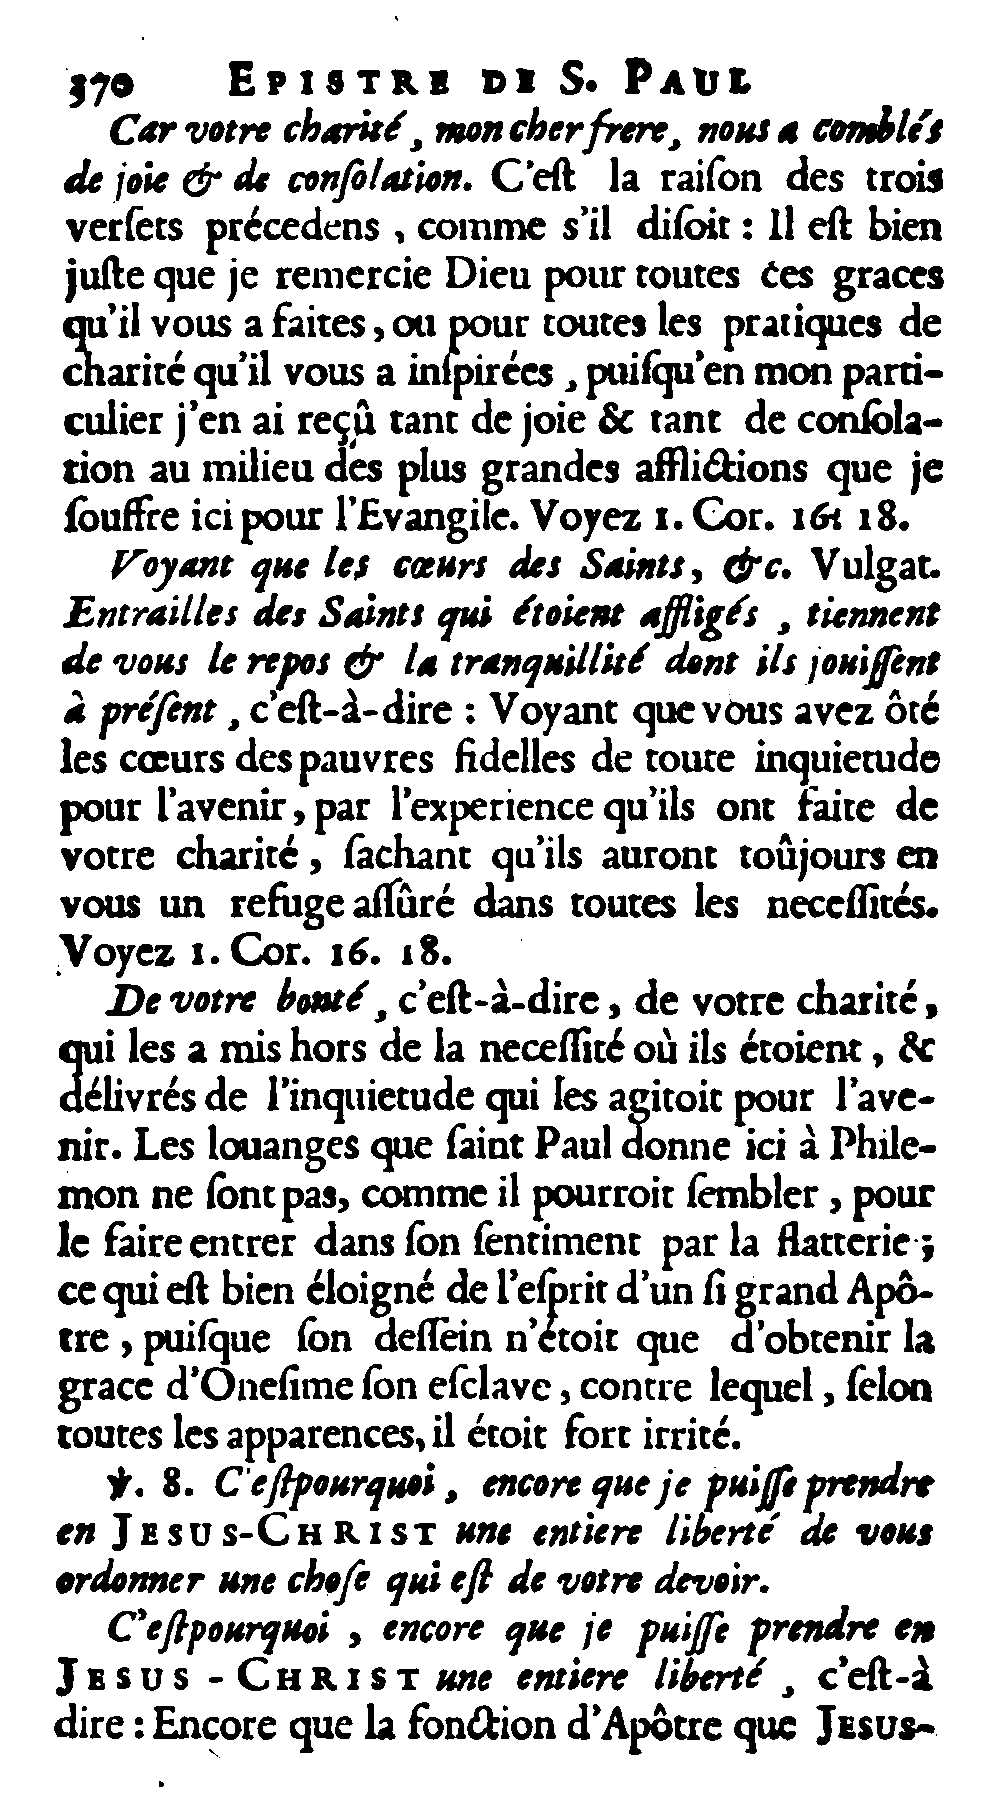 370 EPISTRE DE S. PAUL
Car votre charité, mon cher frere, nous a comblés
de joie & de conſolation. C'eſt la raiſon des trois
verſets précedens, comme s'il diſoit : Il eſt bien
juſte que je remercie Dieu pour toutes ces graces
qu'il vous a faites, ou pour toutes les pratiques de
charité qu'il vous a inſpirées, puiſqu'en mon parti-
culier j'en ai reçû tant de joie & tant de conſola-
tion au milieu des plus grandes afflictions que je
ſouffre ici pour l'Evangile. Voyez 1. Cor. 16. 18.
Voyant que les cœurs des Saints, &c. Vulgat.
Entrailles des Saints qui étoient affligés, tiennent
de vous le repos & la tranquillité dont ils jouiſſent
à préſent, c'eſt-à-dire : Voyant que vous avez ôté
les cœurs des pauvres fidelles de toute inquietude
pour l'avenir, par l'experience qu'ils ont faite de
votre charité, ſachant qu'ils auront toûjours en
vous un refuge aſſûré dans toutes les neceſſités.
Voyez 1. Cor. 16. 18.
De votre bonté, c'eſt-à-dire, de votre charité,
qui les a mis hors de la neceſſité où ils étoient, &
délivrés de l'inquietude qui les agitoit pour l'ave-
nir. Les louanges que ſaint Paul donne ici à Phile-
mon ne ſont pas, comme il pourroit ſembler, pour
le faire entrer dans ſon ſentiment par la flatterie ;
ce qui eſt bien éloigné de l'eſprit d'un ſi grand Apô-
tre, puiſque ſon deſſein n'étoit que d'obtenir la
grace d'Oneſime ſon eſclave, contre lequel, ſelon
toutes les apparences, il étoit fort irrité.
℣. 8. C'eſtpourquoi, encore que je puiſſe prendre
en JESUS-CHRIST une entiere liberté de vous
ordonner une choſe qui eſt de votre devoir.
C'eſtpourquoi, encore que je puiſſe prendre en
JESUS-CHRIST une entiere liberté, c'eſt-à
dire : Encore que la fonction d'Apôtre que JESUS-